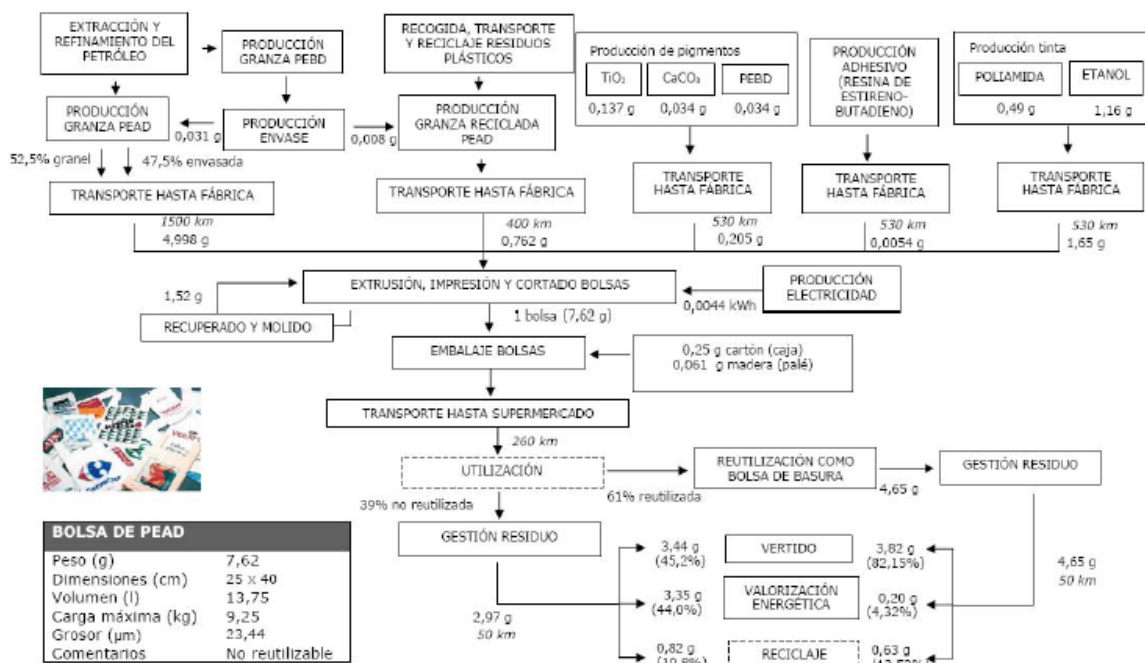 EXTRACCIÓN Y
REFINAMIENTO DEL
PETRÓLEO
PRODUCCIÓN
GRANZA PEBD
RECOGIDA, TRANSPORTE
Y RECICLAJE RESIDUOS
PLÁSTICOS
Producción de pigmentos
TiO₂
CaCO₃
PEBD
0,137 g
0,034 g
0,034 g
PRODUCCIÓN
ADHESIVO
(RESINA DE
ESTIRENO-
BUTADIENO)
Producción tinta
POLIAMIDA
ETANOL
0,49 g
1,16 g
PRODUCCIÓN
GRANZA PEAD
0,031 g
PRODUCCIÓN
ENVASE
0,008 g
PRODUCCIÓN
GRANZA RECICLADA
PEAD
52,5% granel
47,5% envasada
TRANSPORTE HASTA FÁBRICA
TRANSPORTE HASTA FÁBRICA
TRANSPORTE
HASTA FÁBRICA
TRANSPORTE
HASTA FÁBRICA
TRANSPORTE
HASTA FÁBRICA
1500 km
4,998 g
400 km
0,762 g
530 km
0,205 g
530 km
0,0054 g
530 km
1,65 g
EXTRUSIÓN, IMPRESIÓN Y CORTADO BOLSAS
PRODUCCIÓN
ELECTRICIDAD
1,52 g
0,0044 kWh
RECUPERADO Y MOLIDO
1 bolsa (7,62 g)
EMBALAJE BOLSAS
0,25 g cartón (caja)
0,061 g madera (palé)
TRANSPORTE HASTA SUPERMERCADO
260 km
UTILIZACIÓN
REUTILIZACIÓN COMO
BOLSA DE BASURA
GESTIÓN RESIDUO
39% no reutilizada
61% reutilizada
4,65 g
GESTIÓN RESIDUO
3,44 g
(45,2%)
VERTIDO
3,82 g
(82,15%)
4,65 g
50 km
2,97 g
50 km
3,35 g
(44,0%)
VALORIZACIÓN
ENERGÉTICA
0,20 g
(4,32%)
0,82 g
(10,8%)
RECICLAJE
0,63 g
(13,53%)
BOLSA DE PEAD
Peso (g) 7,62
Dimensiones (cm) 25 x 40
Volumen (l) 13,75
Carga máxima (kg) 9,25
Grosor (µm) 23,44
Comentarios No reutilizable